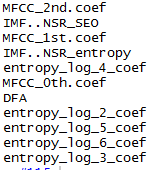 MFCC_2nd.coef
IMF..NSR_SEO
MFCC_1st.coef
IMF..NSR_entropy
entropy_log_4_coef
MFCC_0th.coef
DFA
entropy_log_2_coef
entropy_log_5_coef
entropy_log_6_coef
entropy_log_3_coef